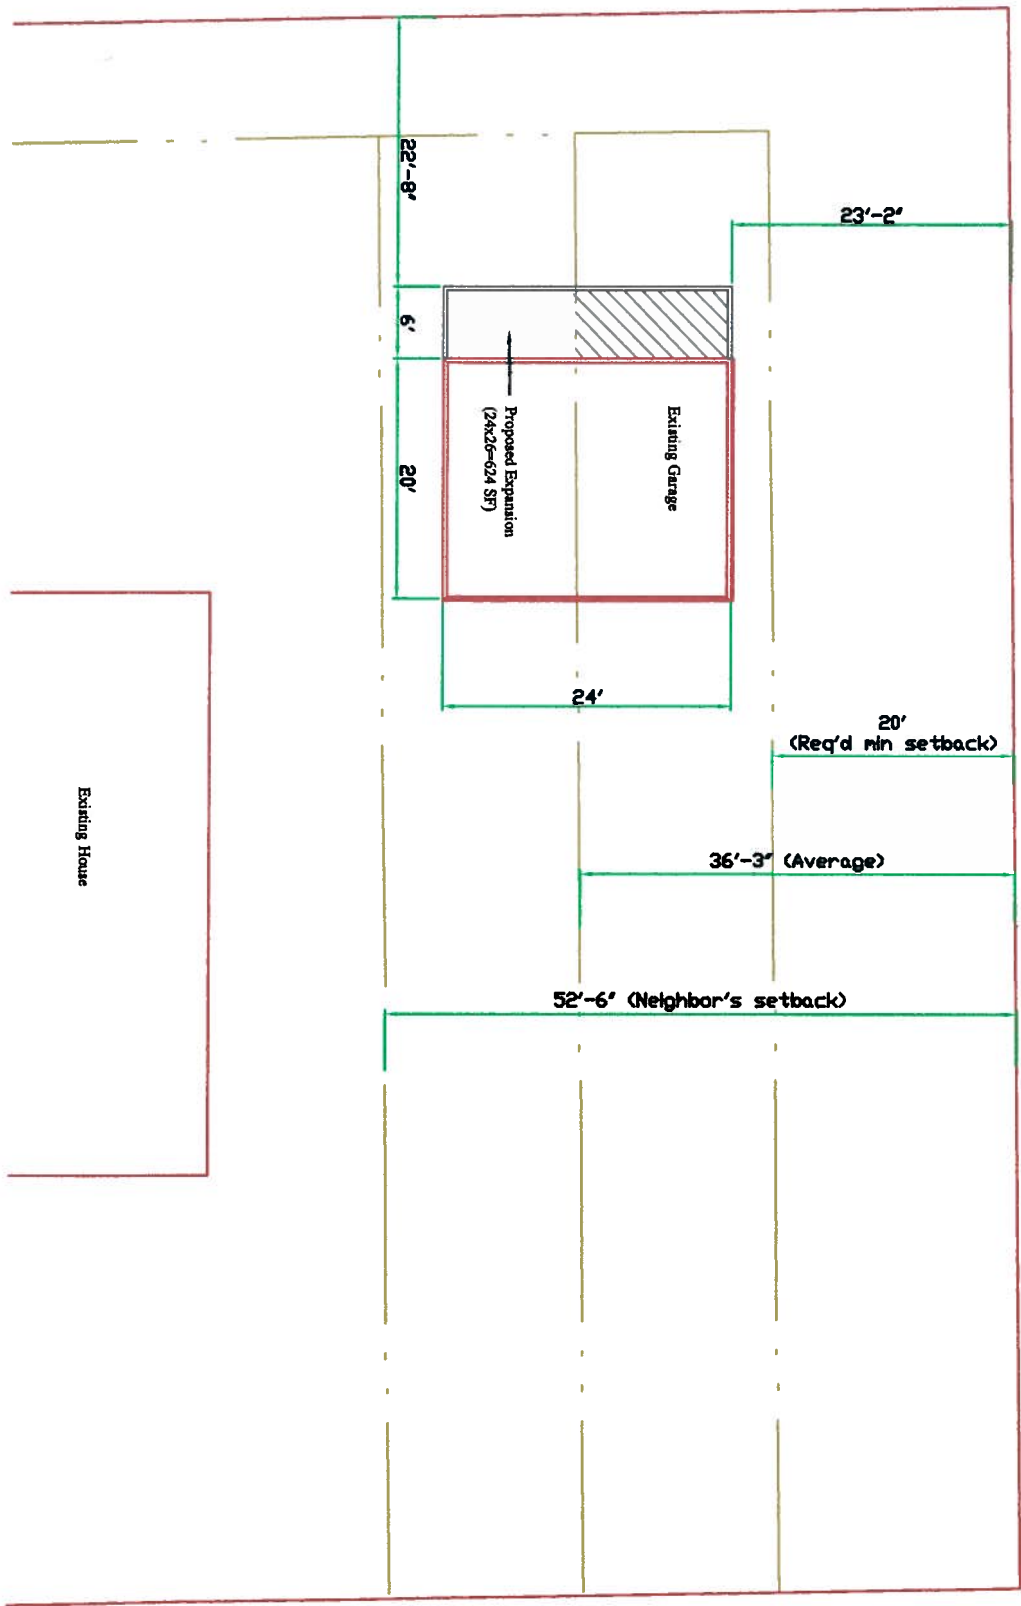 22'-8"
23'-2"
6'
20'
Existing Garage
Proposed Expansion
(24x26=624 SF)
24'
20'
(Req'd min setback)
36'-3" (Average)
52'-6" (Neighbor's setback)
Existing House